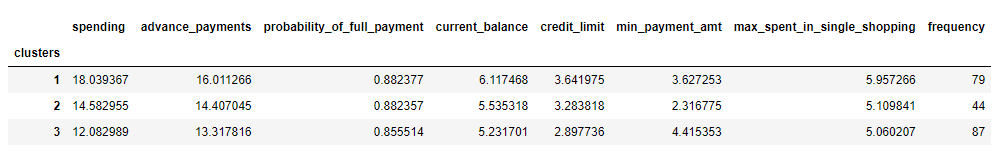 spending advance_payments probability_of_full_payment current_balance credit_limit min_payment_amt max_spent_in_single_shopping frequency
clusters
1 18.039367 16.011266 0.882377 6.117468 3.641975 3.627253 5.957266 79
2 14.582955 14.407045 0.882357 5.535318 3.283818 2.316775 5.109841 44
3 12.082989 13.317816 0.855514 5.231701 2.897736 4.415353 5.060207 87